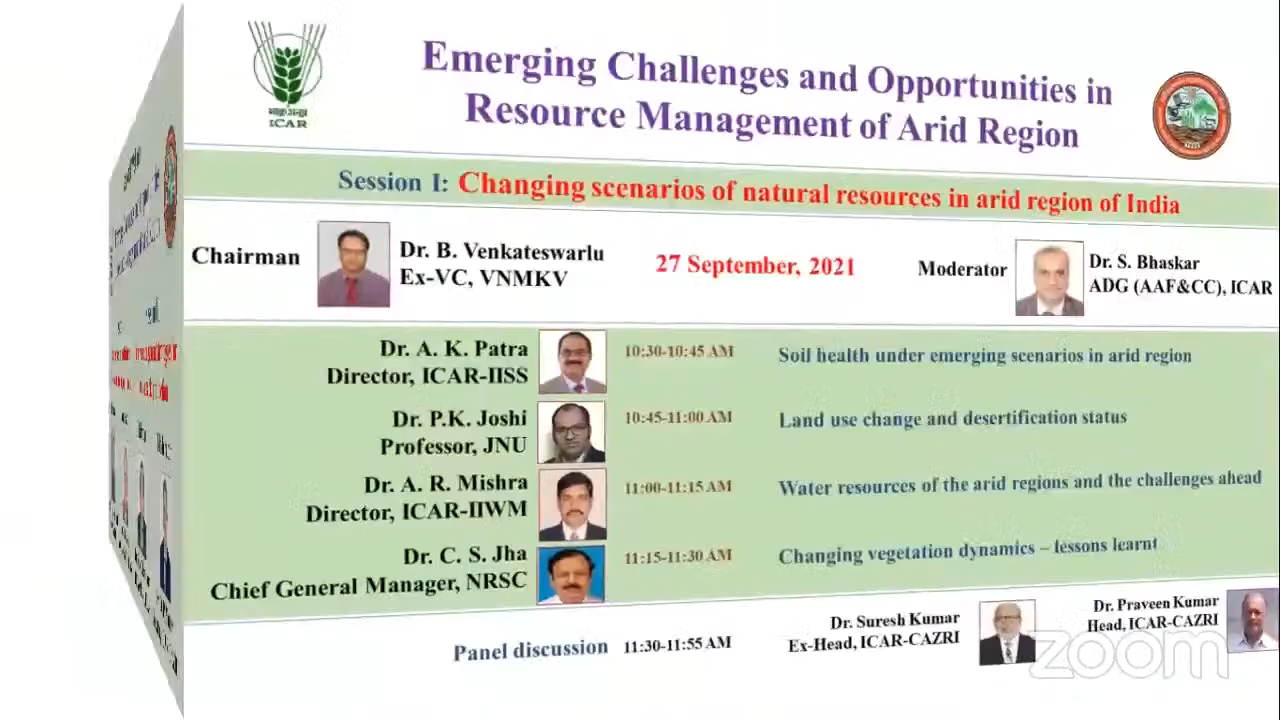 Emerging Challenges and Opportunities in
Resource Management of Arid Region
ICAR
Session I: Changing scenarios of natural resources in arid region of India
Chairman
Dr. B. Venkateswarlu
Ex-VC, VNMKV
27 September, 2021
Moderator
Dr. S. Bhaskar
ADG (AAF&CC), ICAR
Dr. A. K. Patra
Director, ICAR-IISS
10:30-10:45 AM
Soil health under emerging scenarios in arid region
Dr. P.K. Joshi
Professor, JNU
10:45-11:00 AM
Land use change and desertification status
Dr. A. R. Mishra
Director, ICAR-IIWM
11:00-11:15 AM
Water resources of the arid regions and the challenges ahead
Dr. C. S. Jha
Chief General Manager, NRSC
11:15-11:30 AM
Changing vegetation dynamics – lessons learnt
Panel discussion 11:30-11:55 AM
Dr. Suresh Kumar
Ex-Head, ICAR-CAZRI
Dr. Praveen Kumar
Head, ICAR-CAZRI
zoom